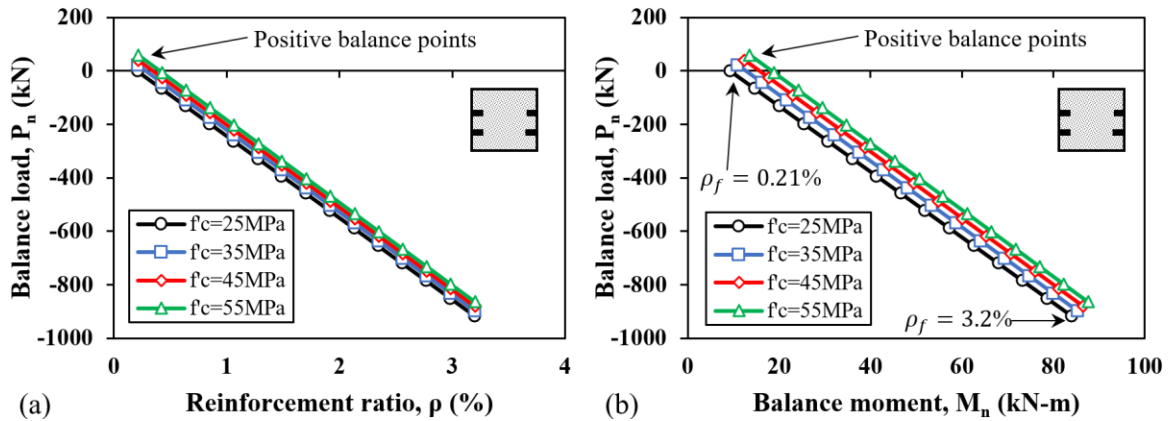 Balance load, Pn (kN)
200
0
-200
-400
-600
-800
-1000
Positive balance points
f'c=25MPa
f'c=35MPa
f'c=45MPa
f'c=55MPa
0 1 2 3 4
(a) Reinforcement ratio, ρ (%)
Balance load, Pn (kN)
200
0
-200
-400
-600
-800
-1000
Positive balance points
ρf = 0.21%
f'c=25MPa
f'c=35MPa
f'c=45MPa
f'c=55MPa
ρf = 3.2%
0 20 40 60 80 100
(b) Balance moment, Mn (kN-m)